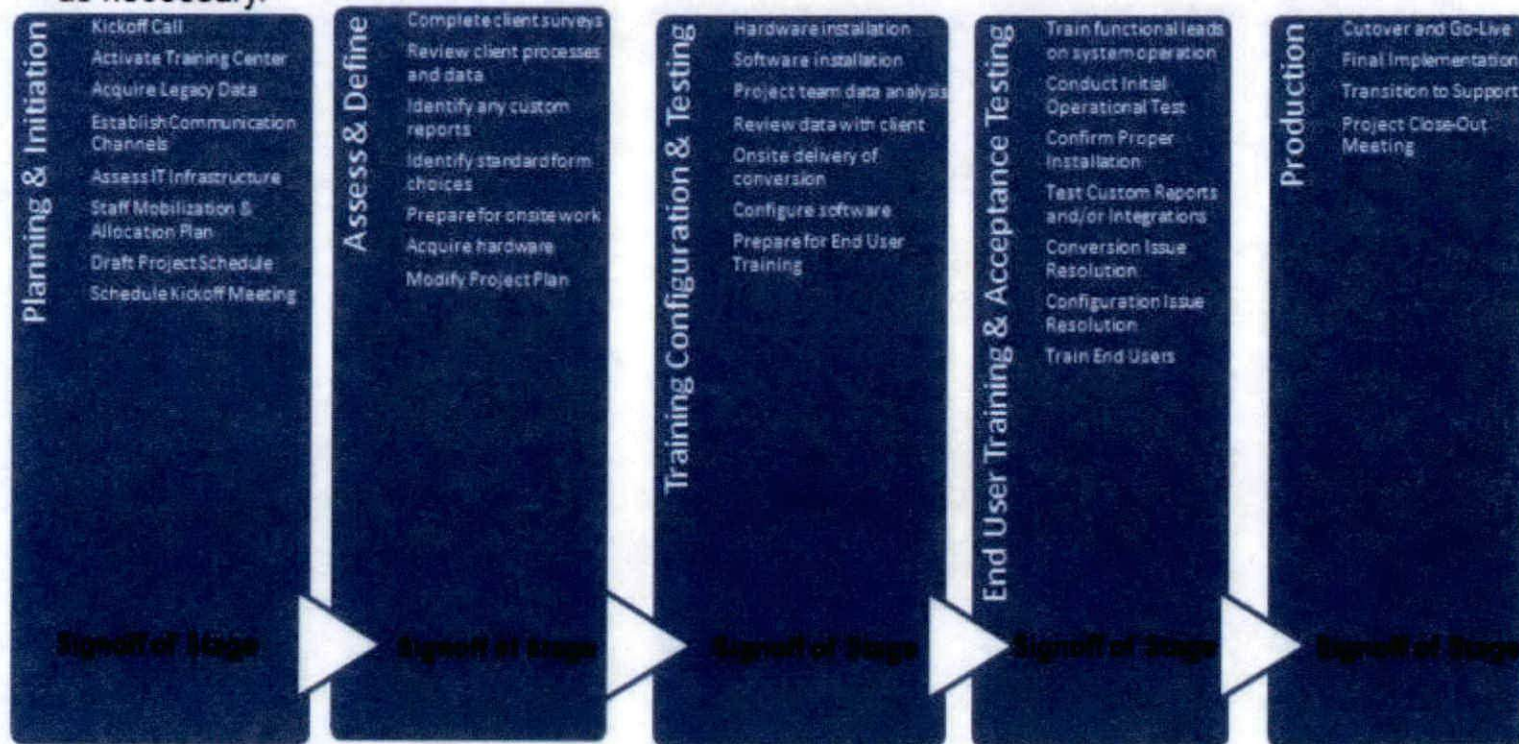 as necessary.
Planning & Initiation
Kickoff Call
Activate Training Center
Acquire Legacy Data
Establish Communication
Channels
Assess IT Infrastructure
Staff Mobilization &
Allocation Plan
Draft Project Schedule
Schedule Kickoff Meeting
Signoff of Stage
Assess & Define
Complete client surveys
Review client processes
and data
Identify any custom
reports
Identify standard form
choices
Prepare for onsite work
Acquire hardware
Modify Project Plan
Signoff of Stage
Training Configuration & Testing
Hardware installation
Software installation
Project team data analysis
Review data with client
Onsite delivery of
conversion
Configure software
Prepare for End User
Training
Signoff of Stage
End User Training & Acceptance Testing
Train functional leads
on system operation
Conduct Initial
Operational Test
Confirm Proper
Installation
Test Custom Reports
and/or Integrations
Conversion Issue
Resolution
Configuration Issue
Resolution
Train End Users
Signoff of Stage
Production
Cutover and Go-Live
Final Implementation
Transition to Support
Project Close-Out
Meeting
Signoff of Stage